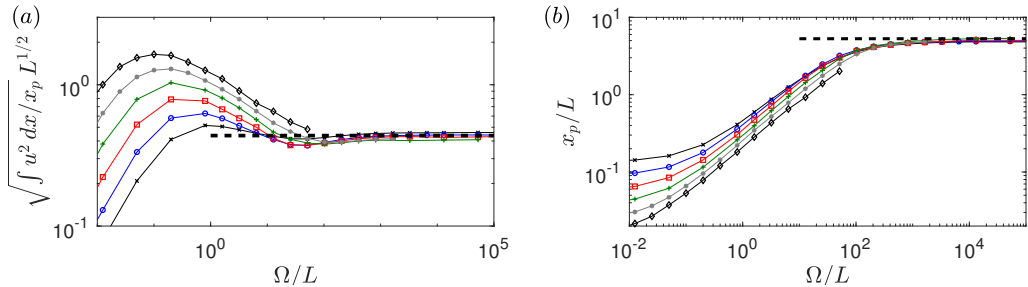 (a)
√∫ u² dx/x_p L^{1/2}
10^0
10^{-1}
10^0
10^5
Ω/L
(b)
x_p/L
10^1
10^0
10^{-1}
10^{-2}
10^0
10^2
10^4
Ω/L